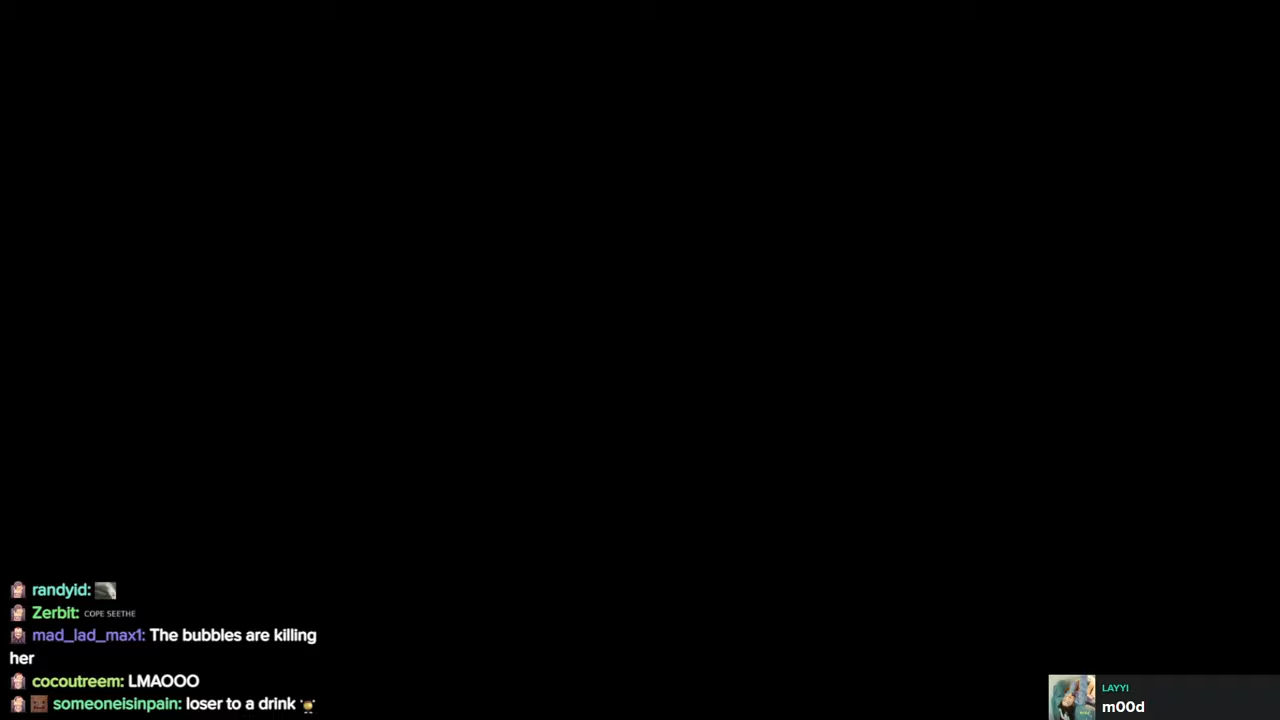 randyid:
Zerbit: COPE SEETHE
mad_lad_max1: The bubbles are killing
her
cocoutreem: LMAOOO
someoneisinpain: loser to a drink
LAYYI
m00d